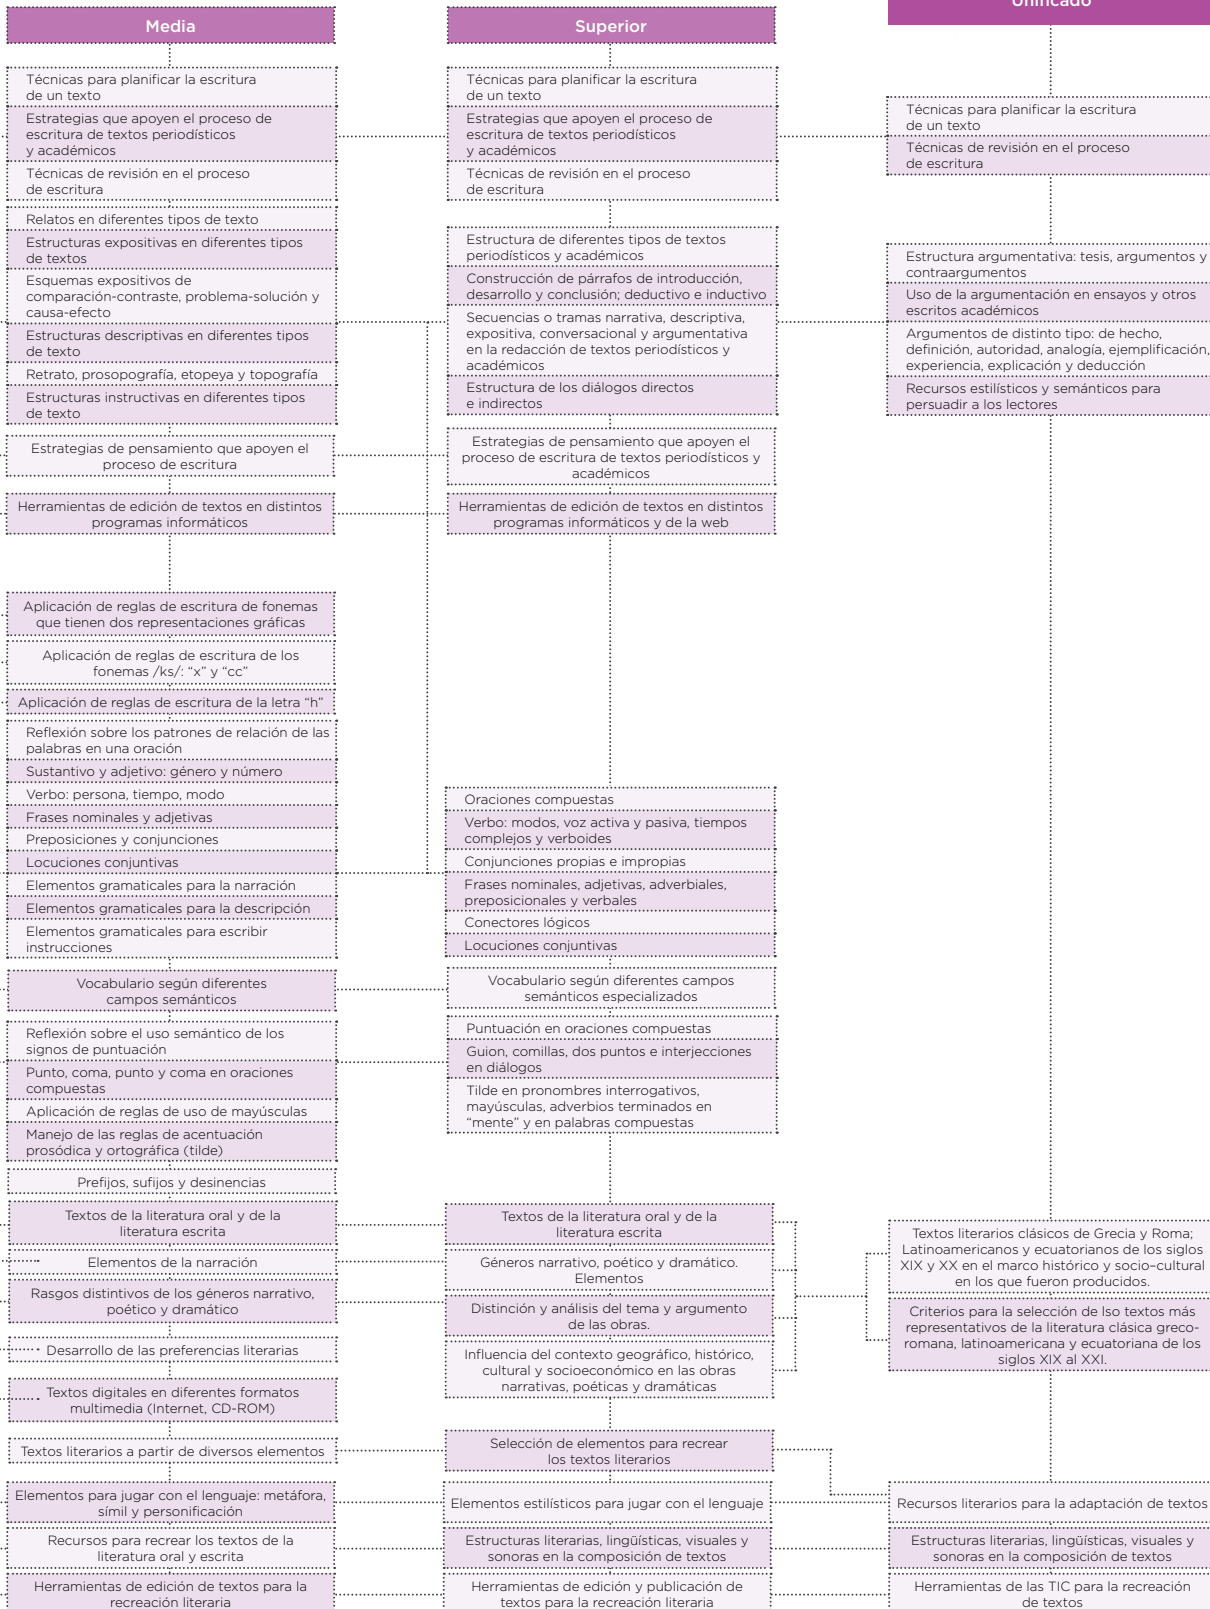 Media
Técnicas para planificar la escritura
de un texto
Estrategias que apoyen el proceso de
escritura de textos periodísticos
y académicos
Técnicas de revisión en el proceso
de escritura
Relatos en diferentes tipos de texto
Estructuras expositivas en diferentes tipos
de textos
Esquemas expositivos de
comparación-contraste, problema-solución y
causa-efecto
Estructuras descriptivas en diferentes tipos
de texto
Retrato, prosopografía, etopeya y topografía
Estructuras instructivas en diferentes tipos
de texto
Estrategias de pensamiento que apoyen el
proceso de escritura
Herramientas de edición de textos en distintos
programas informáticos
Aplicación de reglas de escritura de fonemas
que tienen dos representaciones gráficas
Aplicación de reglas de escritura de los
fonemas /ks/: “x” y “cc”
Aplicación de reglas de escritura de la letra “h”
Reflexión sobre los patrones de relación de las
palabras en una oración
Sustantivo y adjetivo: género y número
Verbo: persona, tiempo, modo
Frases nominales y adjetivas
Preposiciones y conjunciones
Locuciones conjuntivas
Elementos gramaticales para la narración
Elementos gramaticales para la descripción
Elementos gramaticales para escribir
instrucciones
Vocabulario según diferentes
campos semánticos
Reflexión sobre el uso semántico de los
signos de puntuación
Punto, coma, punto y coma en oraciones
compuestas
Aplicación de reglas de uso de mayúsculas
Manejo de las reglas de acentuación
prosódica y ortográfica (tilde)
Prefijos, sufijos y desinencias
Textos de la literatura oral y de la
literatura escrita
Elementos de la narración
Rasgos distintivos de los géneros narrativo,
poético y dramático
Desarrollo de las preferencias literarias
Textos digitales en diferentes formatos
multimedia (Internet, CD-ROM)
Textos literarios a partir de diversos elementos
Elementos para jugar con el lenguaje: metáfora,
símil y personificación
Recursos para recrear los textos de la
literatura oral y escrita
Herramientas de edición de textos para la
recreación literaria
Superior
Técnicas para planificar la escritura
de un texto
Estrategias que apoyen el proceso de
escritura de textos periodísticos
y académicos
Técnicas de revisión en el proceso
de escritura
Estructura de diferentes tipos de textos
periodísticos y académicos
Construcción de párrafos de introducción,
desarrollo y conclusión; deductivo e inductivo
Secuencias o tramas narrativa, descriptiva,
expositiva, conversacional y argumentativa
en la redacción de textos periodísticos y
académicos
Estructura de los diálogos directos
e indirectos
Estrategias de pensamiento que apoyen el
proceso de escritura de textos periodísticos y
académicos
Herramientas de edición de textos en distintos
programas informáticos y de la web
Oraciones compuestas
Verbo: modos, voz activa y pasiva, tiempos
complejos y verboides
Conjunciones propias e impropias
Frases nominales, adjetivas, adverbiales,
preposicionales y verbales
Conectores lógicos
Locuciones conjuntivas
Vocabulario según diferentes campos
semánticos especializados
Puntuación en oraciones compuestas
Guion, comillas, dos puntos e interjecciones
en diálogos
Tilde en pronombres interrogativos,
mayúsculas, adverbios terminados en
“mente” y en palabras compuestas
Textos de la literatura oral y de la
literatura escrita
Géneros narrativo, poético y dramático.
Elementos
Distinción y análisis del tema y argumento
de las obras.
Influencia del contexto geográfico, histórico,
cultural y socioeconómico en las obras
narrativas, poéticas y dramáticas
Selección de elementos para recrear
los textos literarios
Elementos estilísticos para jugar con el lenguaje
Estructuras literarias, lingüísticas, visuales y
sonoras en la composición de textos
Herramientas de edición y publicación de
textos para la recreación literaria
Unificado
Técnicas para planificar la escritura
de un texto
Técnicas de revisión en el proceso
de escritura
Estructura argumentativa: tesis, argumentos y
contraargumentos
Uso de la argumentación en ensayos y otros
escritos académicos
Argumentos de distinto tipo: de hecho,
definición, autoridad, analogía, ejemplificación,
experiencia, explicación y deducción
Recursos estilísticos y semánticos para
persuadir a los lectores
Textos literarios clásicos de Grecia y Roma;
Latinoamericanos y ecuatorianos de los siglos
XIX y XX en el marco histórico y socio-cultural
en los que fueron producidos.
Criterios para la selección de lso textos más
representativos de la literatura clásica greco-
romana, latinoamericana y ecuatoriana de los
siglos XIX al XXI.
Recursos literarios para la adaptación de textos
Estructuras literarias, lingüísticas, visuales y
sonoras en la composición de textos
Herramientas de las TIC para la recreación
de textos